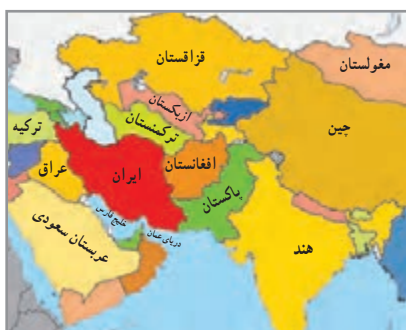 قزاقستان
مغولستان
ازبکستان
ترکمنستان
ترکیه
چین
افغانستان
ایران
عراق
پاکستان
خلیج فارس
دریای عمان
عربستان سعودی
هند